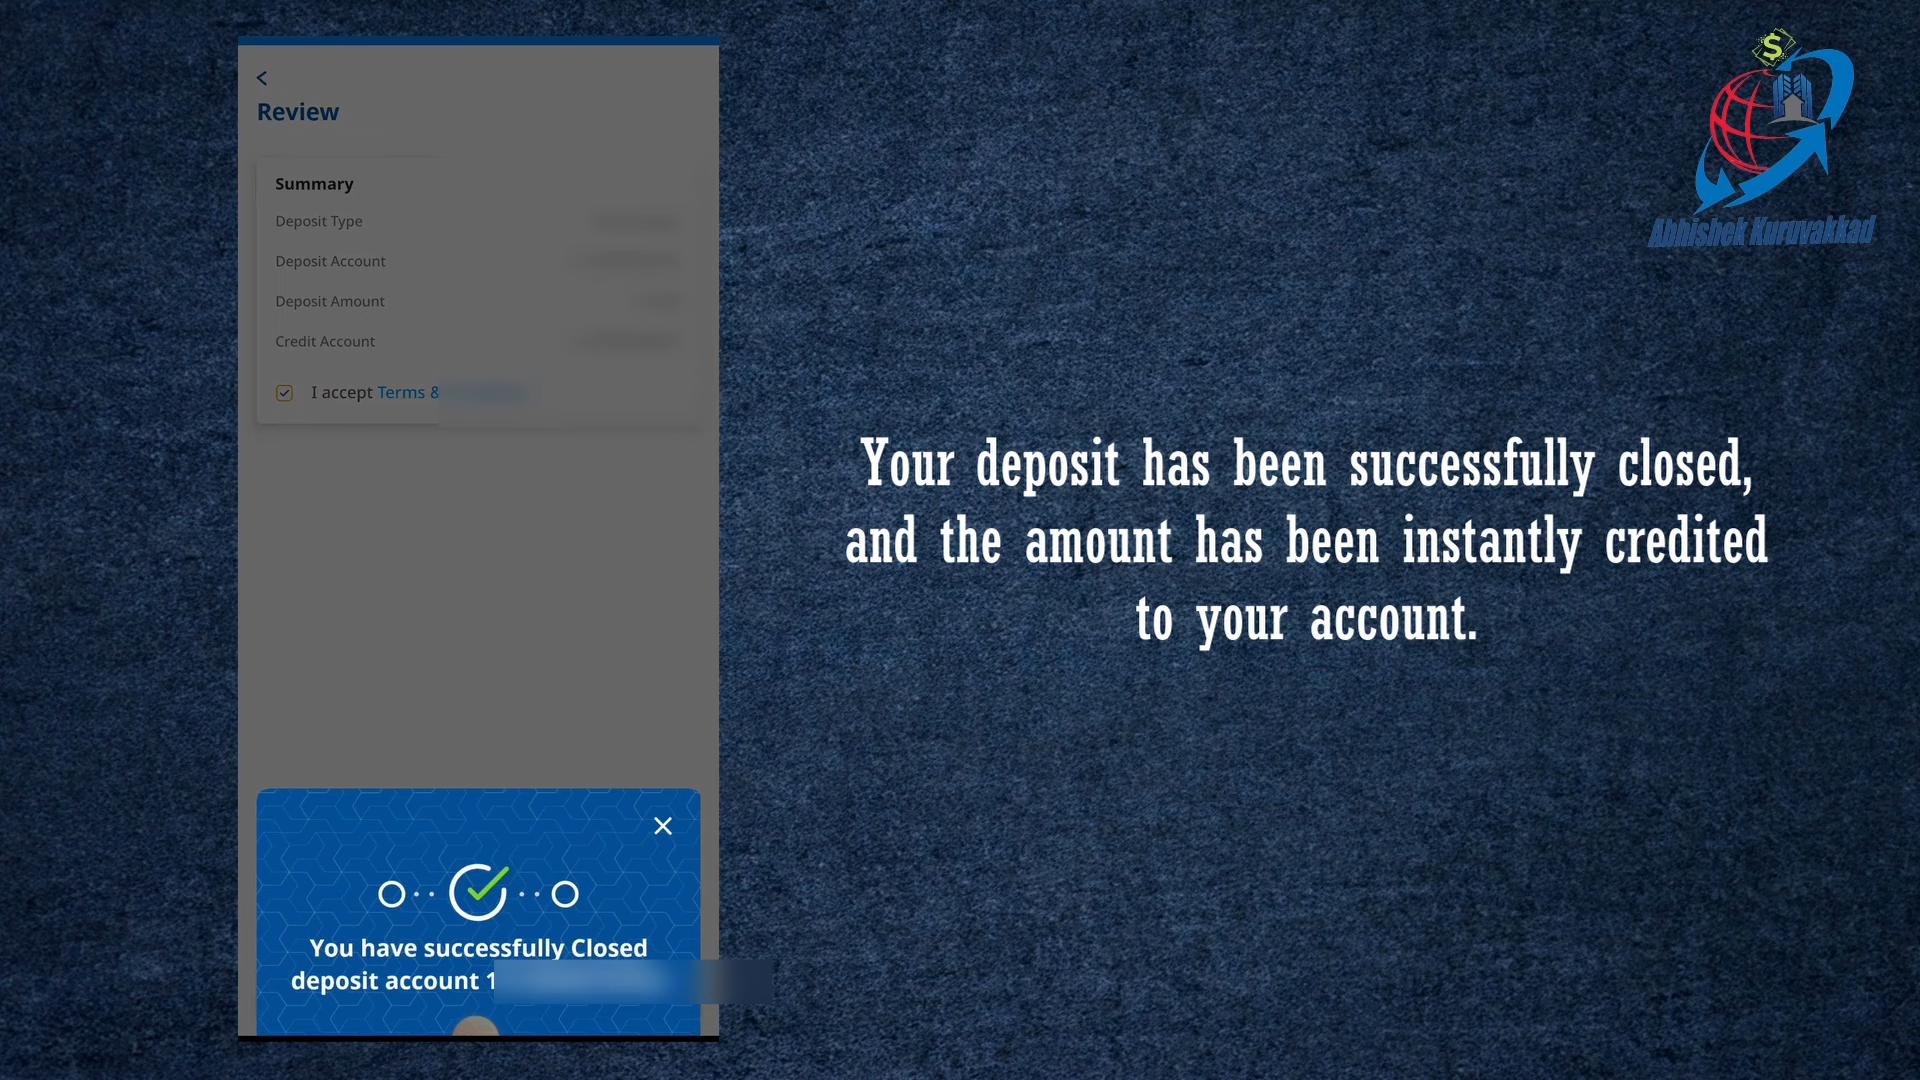 Review
Summary
Deposit Type
Deposit Account
Deposit Amount
Credit Account
I accept Terms &
You have successfully Closed
deposit account 1
Your deposit has been successfully closed,
and the amount has been instantly credited
to your account.
$
Abhishek Kuruvakkad